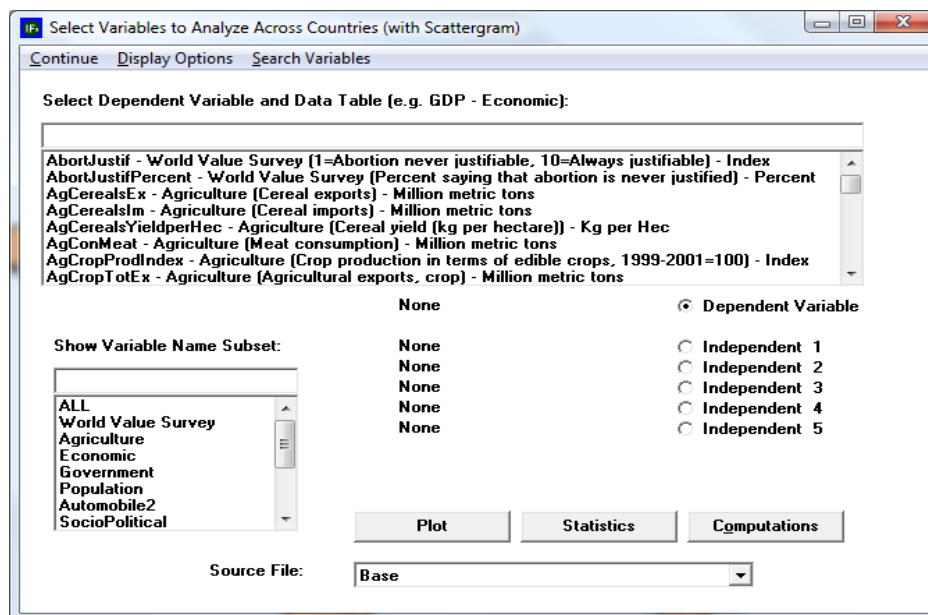 IFs Select Variables to Analyze Across Countries (with Scattergram)
Continue Display Options Search Variables
Select Dependent Variable and Data Table (e.g. GDP - Economic):
AbortJustif - World Value Survey (1=Abortion never justifiable, 10=Always justifiable) - Index
AbortJustifPercent - World Value Survey (Percent saying that abortion is never justified) - Percent
AgCerealsEx - Agriculture (Cereal exports) - Million metric tons
AgCerealsIm - Agriculture (Cereal imports) - Million metric tons
AgCerealsYieldperHec - Agriculture (Cereal yield (kg per hectare)) - Kg per Hec
AgConMeat - Agriculture (Meat consumption) - Million metric tons
AgCropProdIndex - Agriculture (Crop production in terms of edible crops, 1999-2001=100) - Index
AgCropTotEx - Agriculture (Agricultural exports, crop) - Million metric tons
None Dependent Variable
Show Variable Name Subset:
None Independent 1
None Independent 2
None Independent 3
None Independent 4
None Independent 5
ALL
World Value Survey
Agriculture
Economic
Government
Population
Automobile2
SocioPolitical
Plot Statistics Computations
Source File: Base